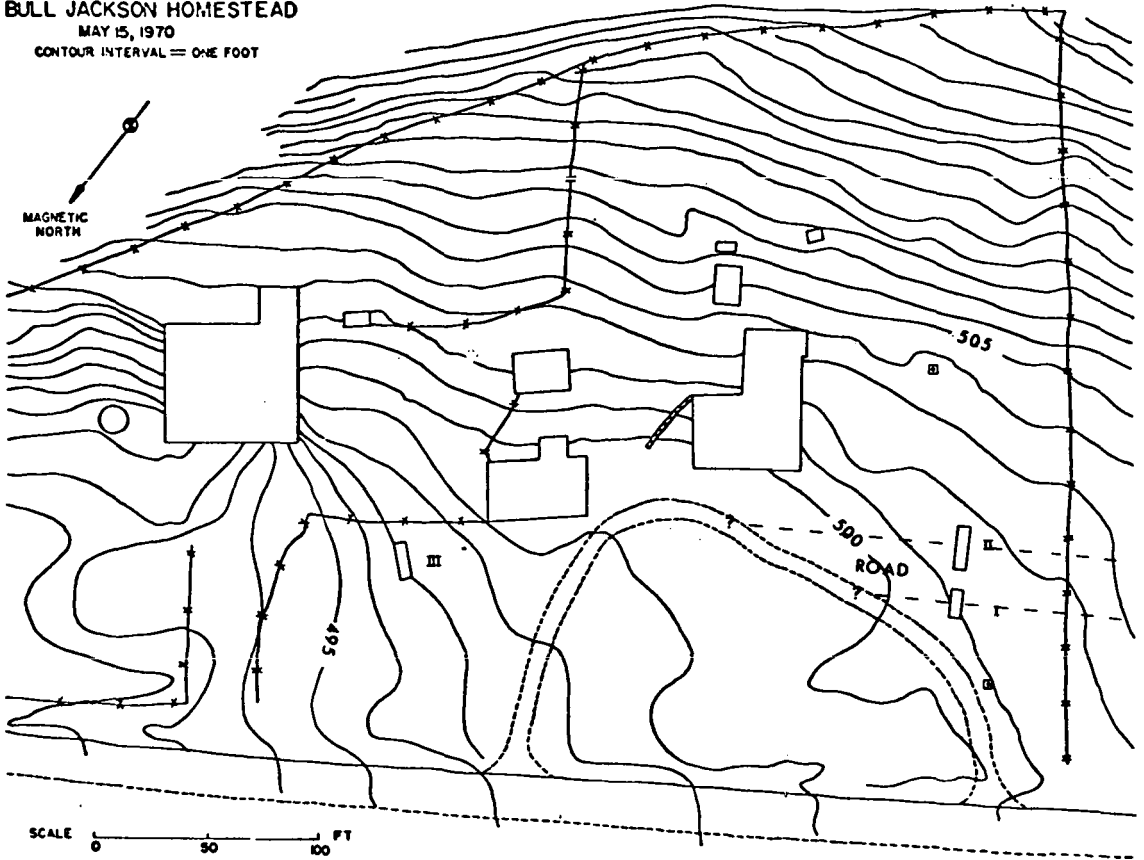 BULL JACKSON HOMESTEAD
MAY 15, 1970
CONTOUR INTERVAL = ONE FOOT
MAGNETIC
NORTH
505
500
ROAD
II
I
III
495
?
?
SCALE 0 50 100 FT